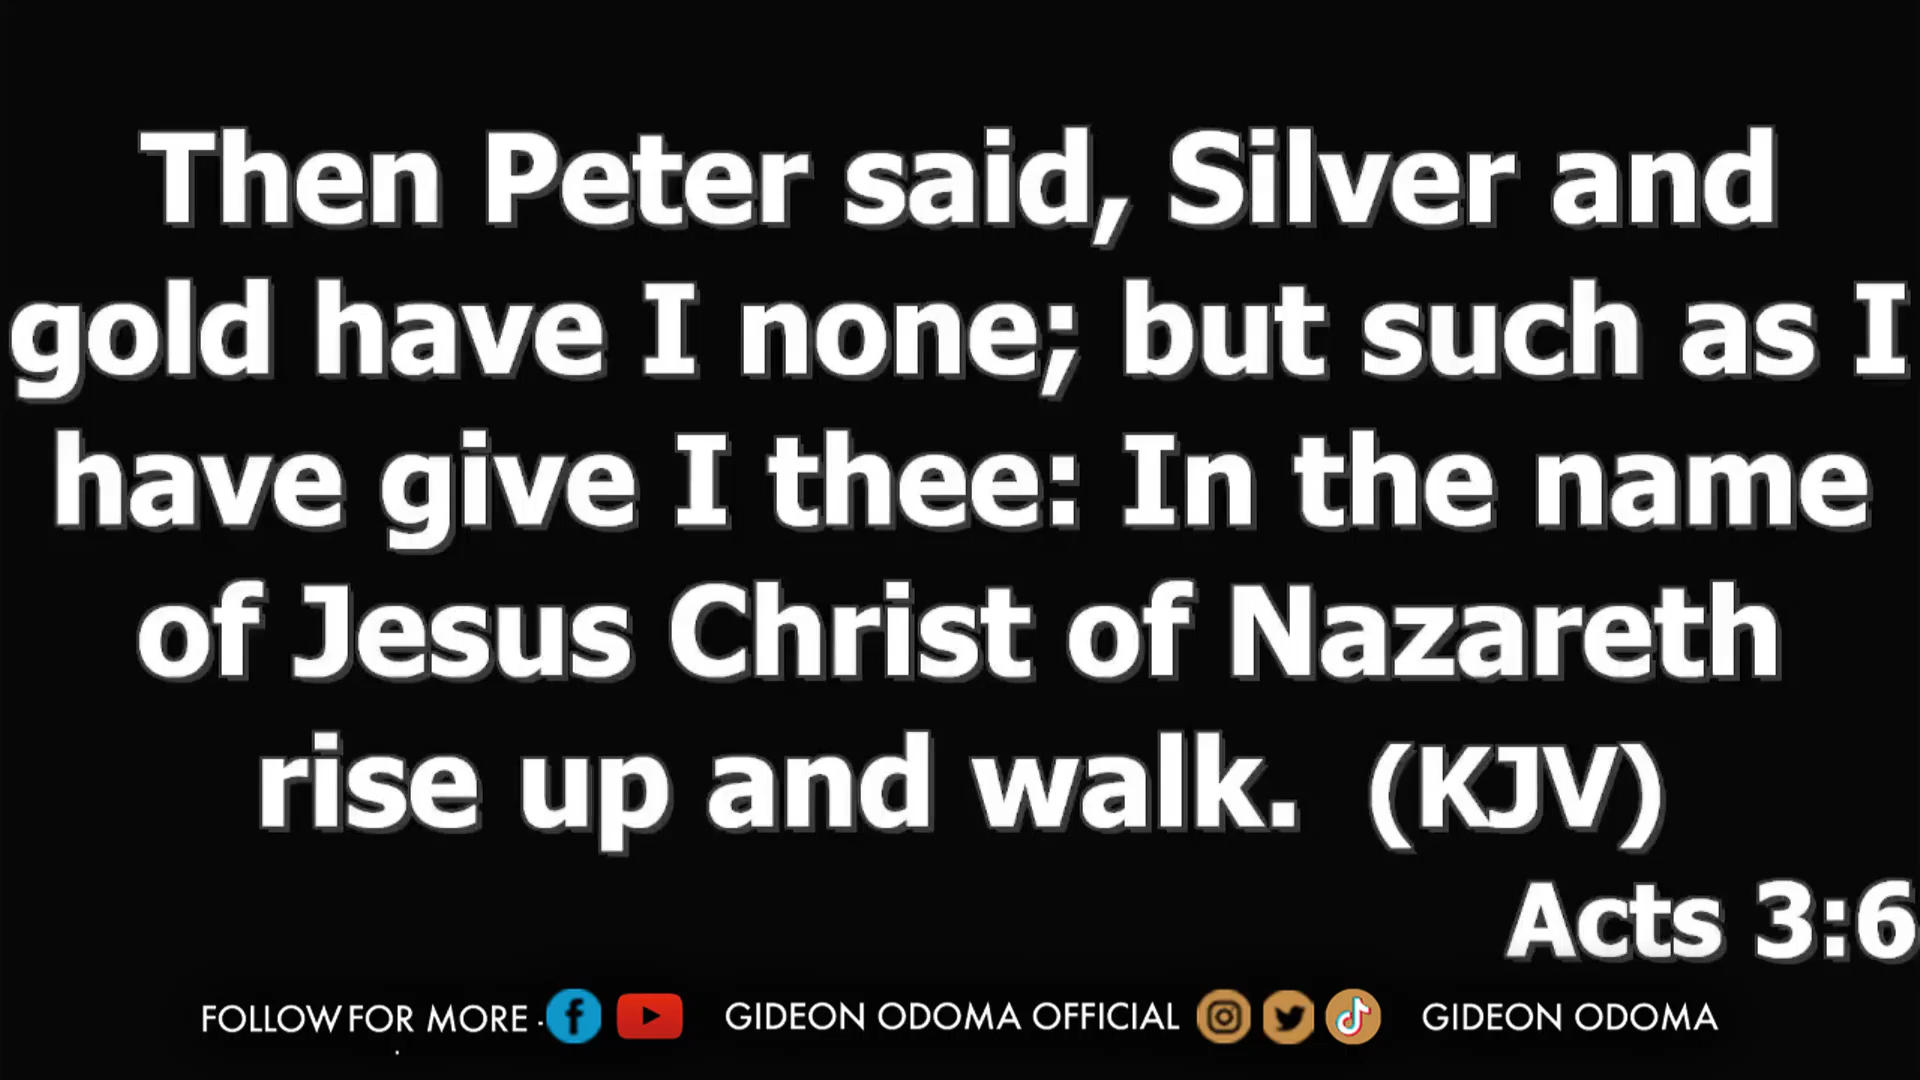 Then Peter said, Silver and
gold have I none; but such as I
have give I thee: In the name
of Jesus Christ of Nazareth
rise up and walk. (KJV)
Acts 3:6
FOLLOW FOR MORE - GIDEON ODOMA OFFICIAL GIDEON ODOMA